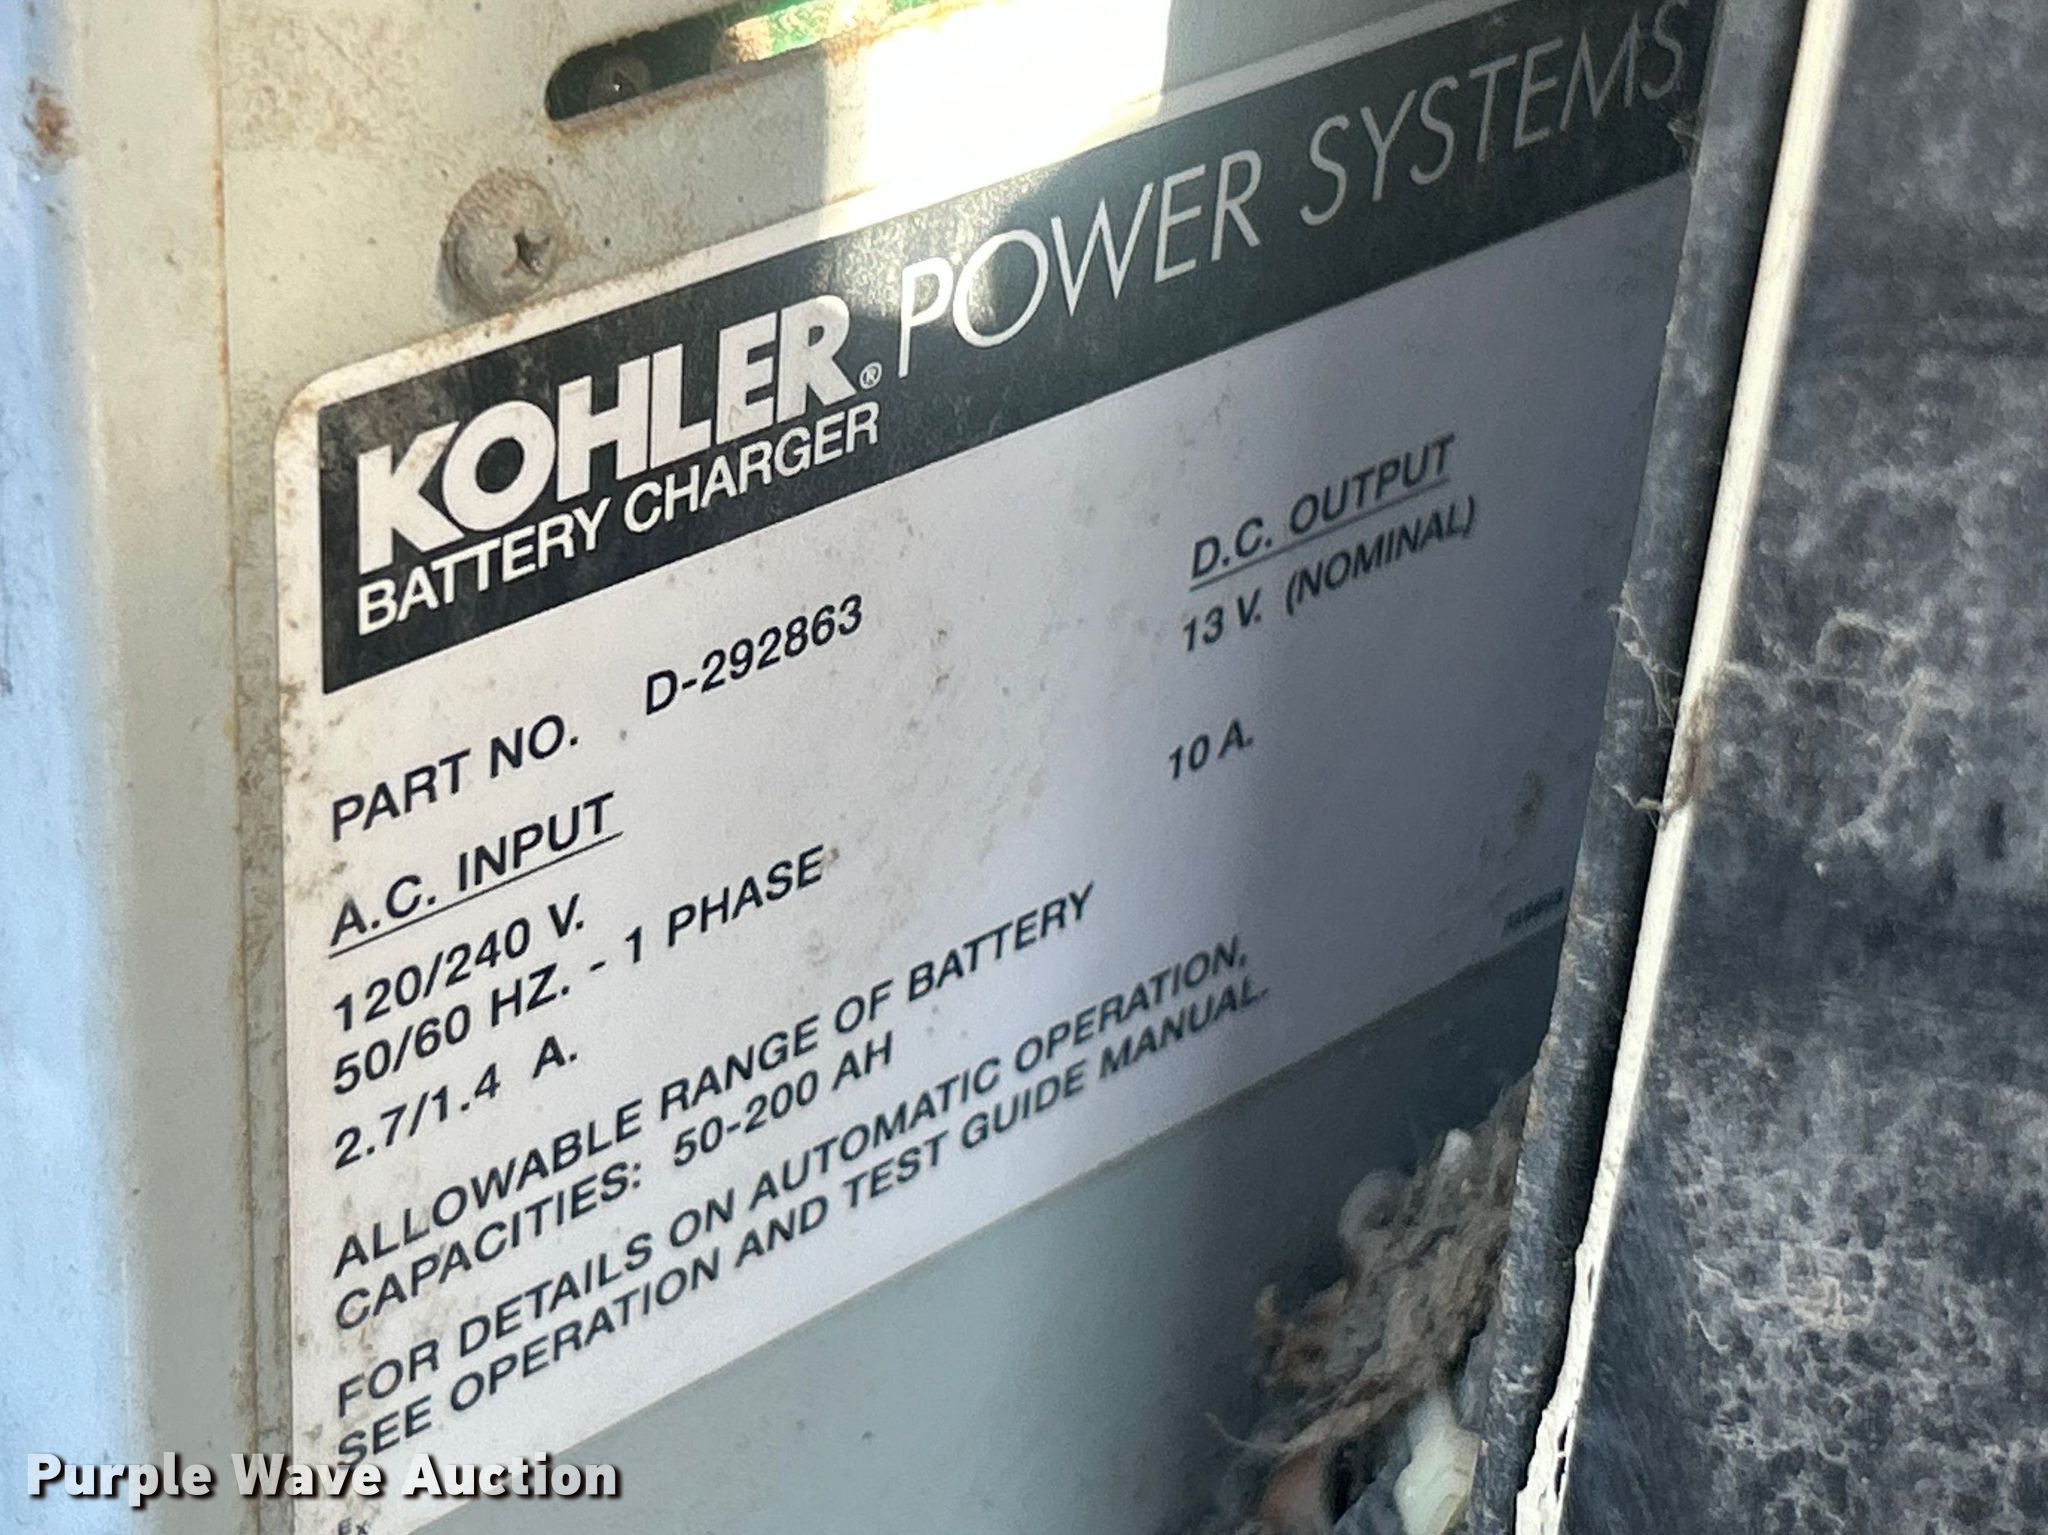 KOHLER® POWER SYSTEMS
BATTERY CHARGER
PART NO. D-292863
A.C. INPUT D.C. OUTPUT
120/240 V. 13 V. (NOMINAL)
50/60 HZ. - 1 PHASE
2.7/1.4 A. 10 A.
ALLOWABLE RANGE OF BATTERY
CAPACITIES: 50-200 AH
FOR DETAILS ON AUTOMATIC OPERATION,
SEE OPERATION AND TEST GUIDE MANUAL.
Purple Wave Auction